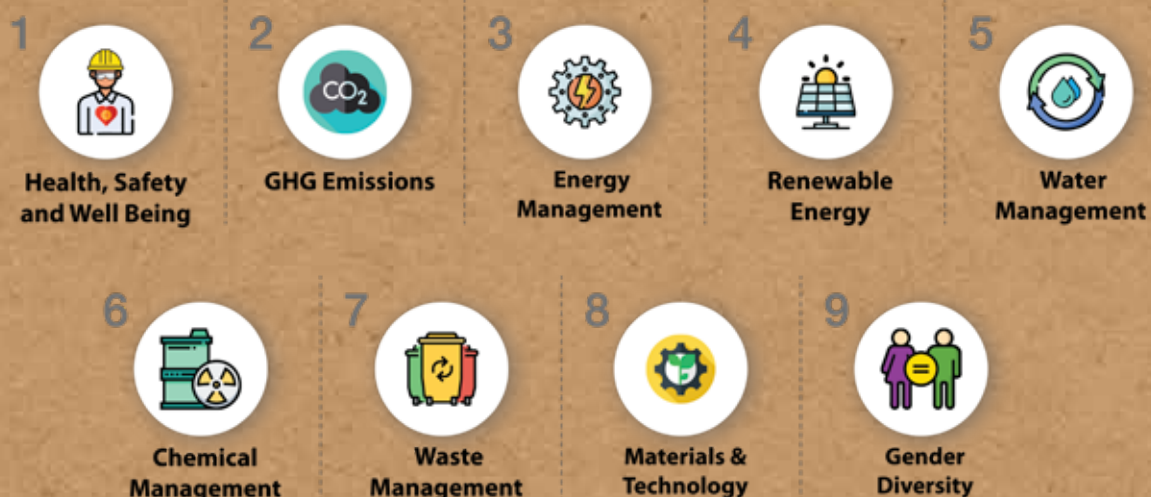 1
Health, Safety
and Well Being
2
CO2
GHG Emissions
3
Energy
Management
4
Renewable
Energy
5
Water
Management
6
Chemical
Management
7
Waste
Management
8
Materials &
Technology
9
=
Gender
Diversity